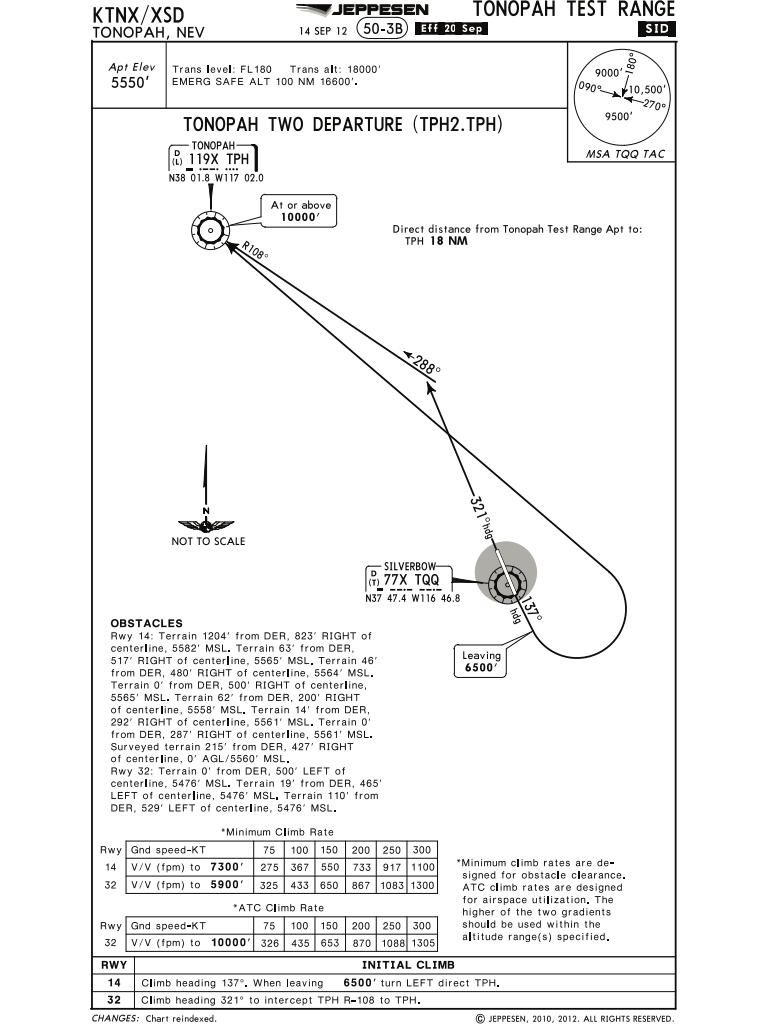 KTNX/XSD
TONOPAH, NEV
JEPPESEN
14 SEP 12 50-3B Eff 20 Sep
TONOPAH TEST RANGE
SID
Apt Elev
5550'
Trans level: FL180 Trans alt: 18000'
EMERG SAFE ALT 100 NM 16600'.
180°
9000'
090°
10,500'
270°
9500'
MSA TQQ TAC
TONOPAH TWO DEPARTURE (TPH2.TPH)
TONOPAH
D
(L) 119X TPH
N38 01.8 W117 02.0
At or above
10000'
Direct distance from Tonopah Test Range Apt to:
TPH 18 NM
R108°
288°
321° hdg
N
NOT TO SCALE
SILVERBOW
D
(T) 77X TQQ
N37 47.4 W116 46.8
137°
hdg
Leaving
6500'
OBSTACLES
Rwy 14: Terrain 1204' from DER, 823' RIGHT of
centerline, 5582' MSL. Terrain 63' from DER,
517' RIGHT of centerline, 5565' MSL. Terrain 46'
from DER, 480' RIGHT of centerline, 5564' MSL.
Terrain 0' from DER, 500' RIGHT of centerline,
5565' MSL. Terrain 62' from DER, 200' RIGHT
of centerline, 5558' MSL. Terrain 14' from DER,
292' RIGHT of centerline, 5561' MSL. Terrain 0'
from DER, 287' RIGHT of centerline, 5561' MSL.
Surveyed terrain 215' from DER, 427' RIGHT
of centerline, 0' AGL/5560' MSL.
Rwy 32: Terrain 0' from DER, 500' LEFT of
centerline, 5476' MSL. Terrain 19' from DER, 465'
LEFT of centerline, 5476' MSL. Terrain 110' from
DER, 529' LEFT of centerline, 5476' MSL.
*Minimum Climb Rate
Rwy Gnd speed-KT 75 100 150 200 250 300
14 V/V (fpm) to 7300' 275 367 550 733 917 1100
32 V/V (fpm) to 5900' 325 433 650 867 1083 1300
*ATC Climb Rate
Rwy Gnd speed-KT 75 100 150 200 250 300
32 V/V (fpm) to 10000' 326 435 653 870 1088 1305
*Minimum climb rates are de-
signed for obstacle clearance.
ATC climb rates are designed
for airspace utilization. The
higher of the two gradients
should be used within the
altitude range(s) specified.
RWY INITIAL CLIMB
14 Climb heading 137°. When leaving 6500' turn LEFT direct TPH.
32 Climb heading 321° to intercept TPH R-108 to TPH.
CHANGES: Chart reindexed.
© JEPPESEN, 2010, 2012. ALL RIGHTS RESERVED.